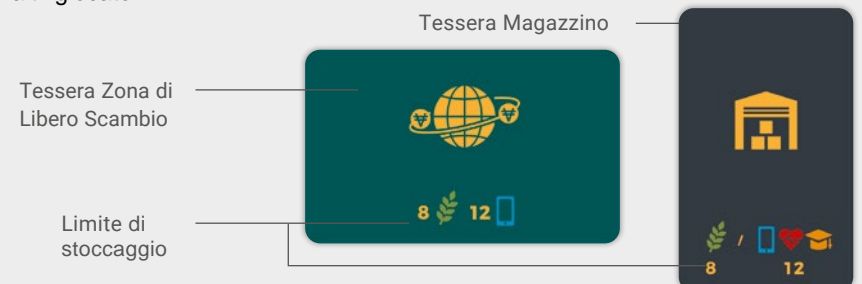 Tessera Magazzino
Tessera Zona di
Libero Scambio
8 12
Limite di
stoccaggio
/
8 12